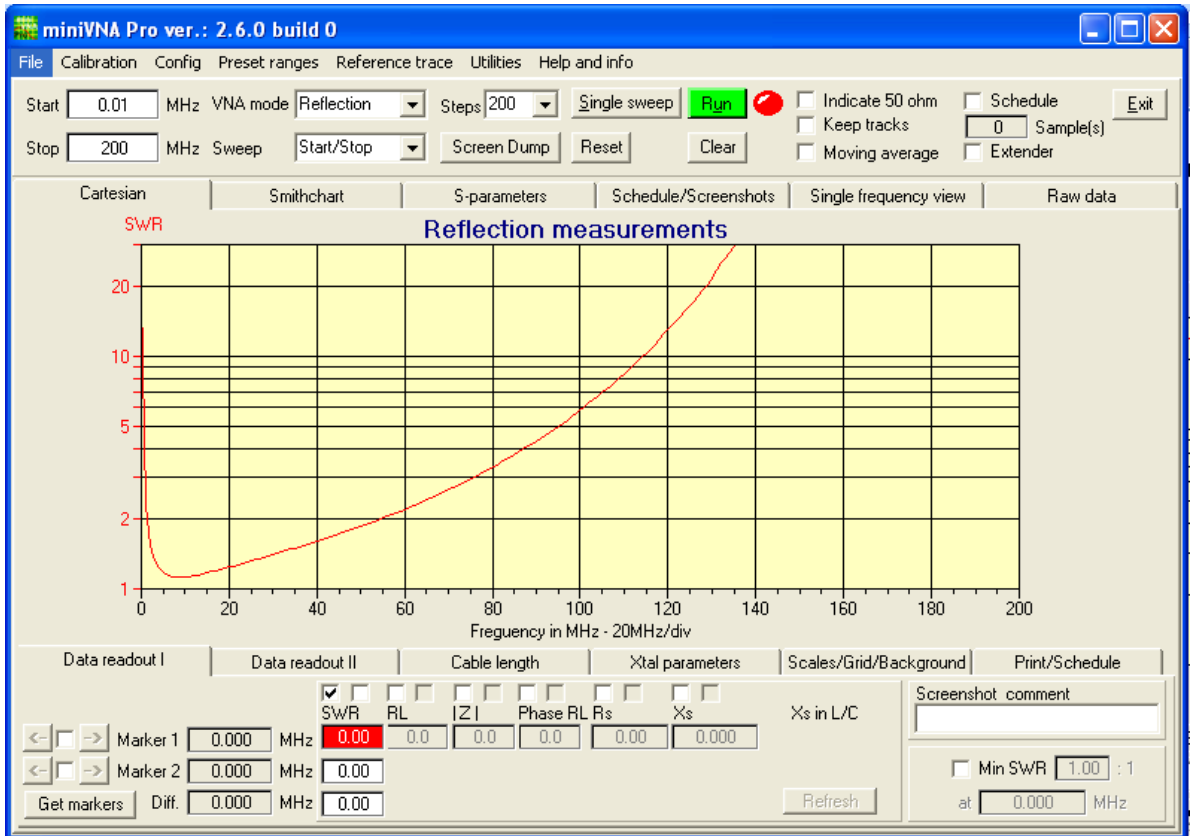 miniVNA Pro ver.: 2.6.0 build 0
File Calibration Config Preset ranges Reference trace Utilities Help and info
Start 0.01 MHz VNA mode Reflection Steps 200 Single sweep Run Indicate 50 ohm Schedule Exit
Keep tracks 0 Sample(s)
Stop 200 MHz Sweep Start/Stop Screen Dump Reset Clear Moving average Extender
Cartesian Smithchart S-parameters Schedule/Screenshots Single frequency view Raw data
SWR Reflection measurements
20
10
5
2
1
0 20 40 60 80 100 120 140 160 180 200
Freguency in MHz - 20MHz/div
Data readout I Data readout II Cable length Xtal parameters Scales/Grid/Background Print/Schedule
Screenshot comment
SWR RL |Z| Phase RL Rs Xs Xs in L/C
<- -> Marker 1 0.000 MHz 0.00 0.0 0.0 0.0 0.00 0.000
<- -> Marker 2 0.000 MHz 0.00 Min SWR 1.00 : 1
Get markers Diff. 0.000 MHz 0.00 Refresh at 0.000 MHz